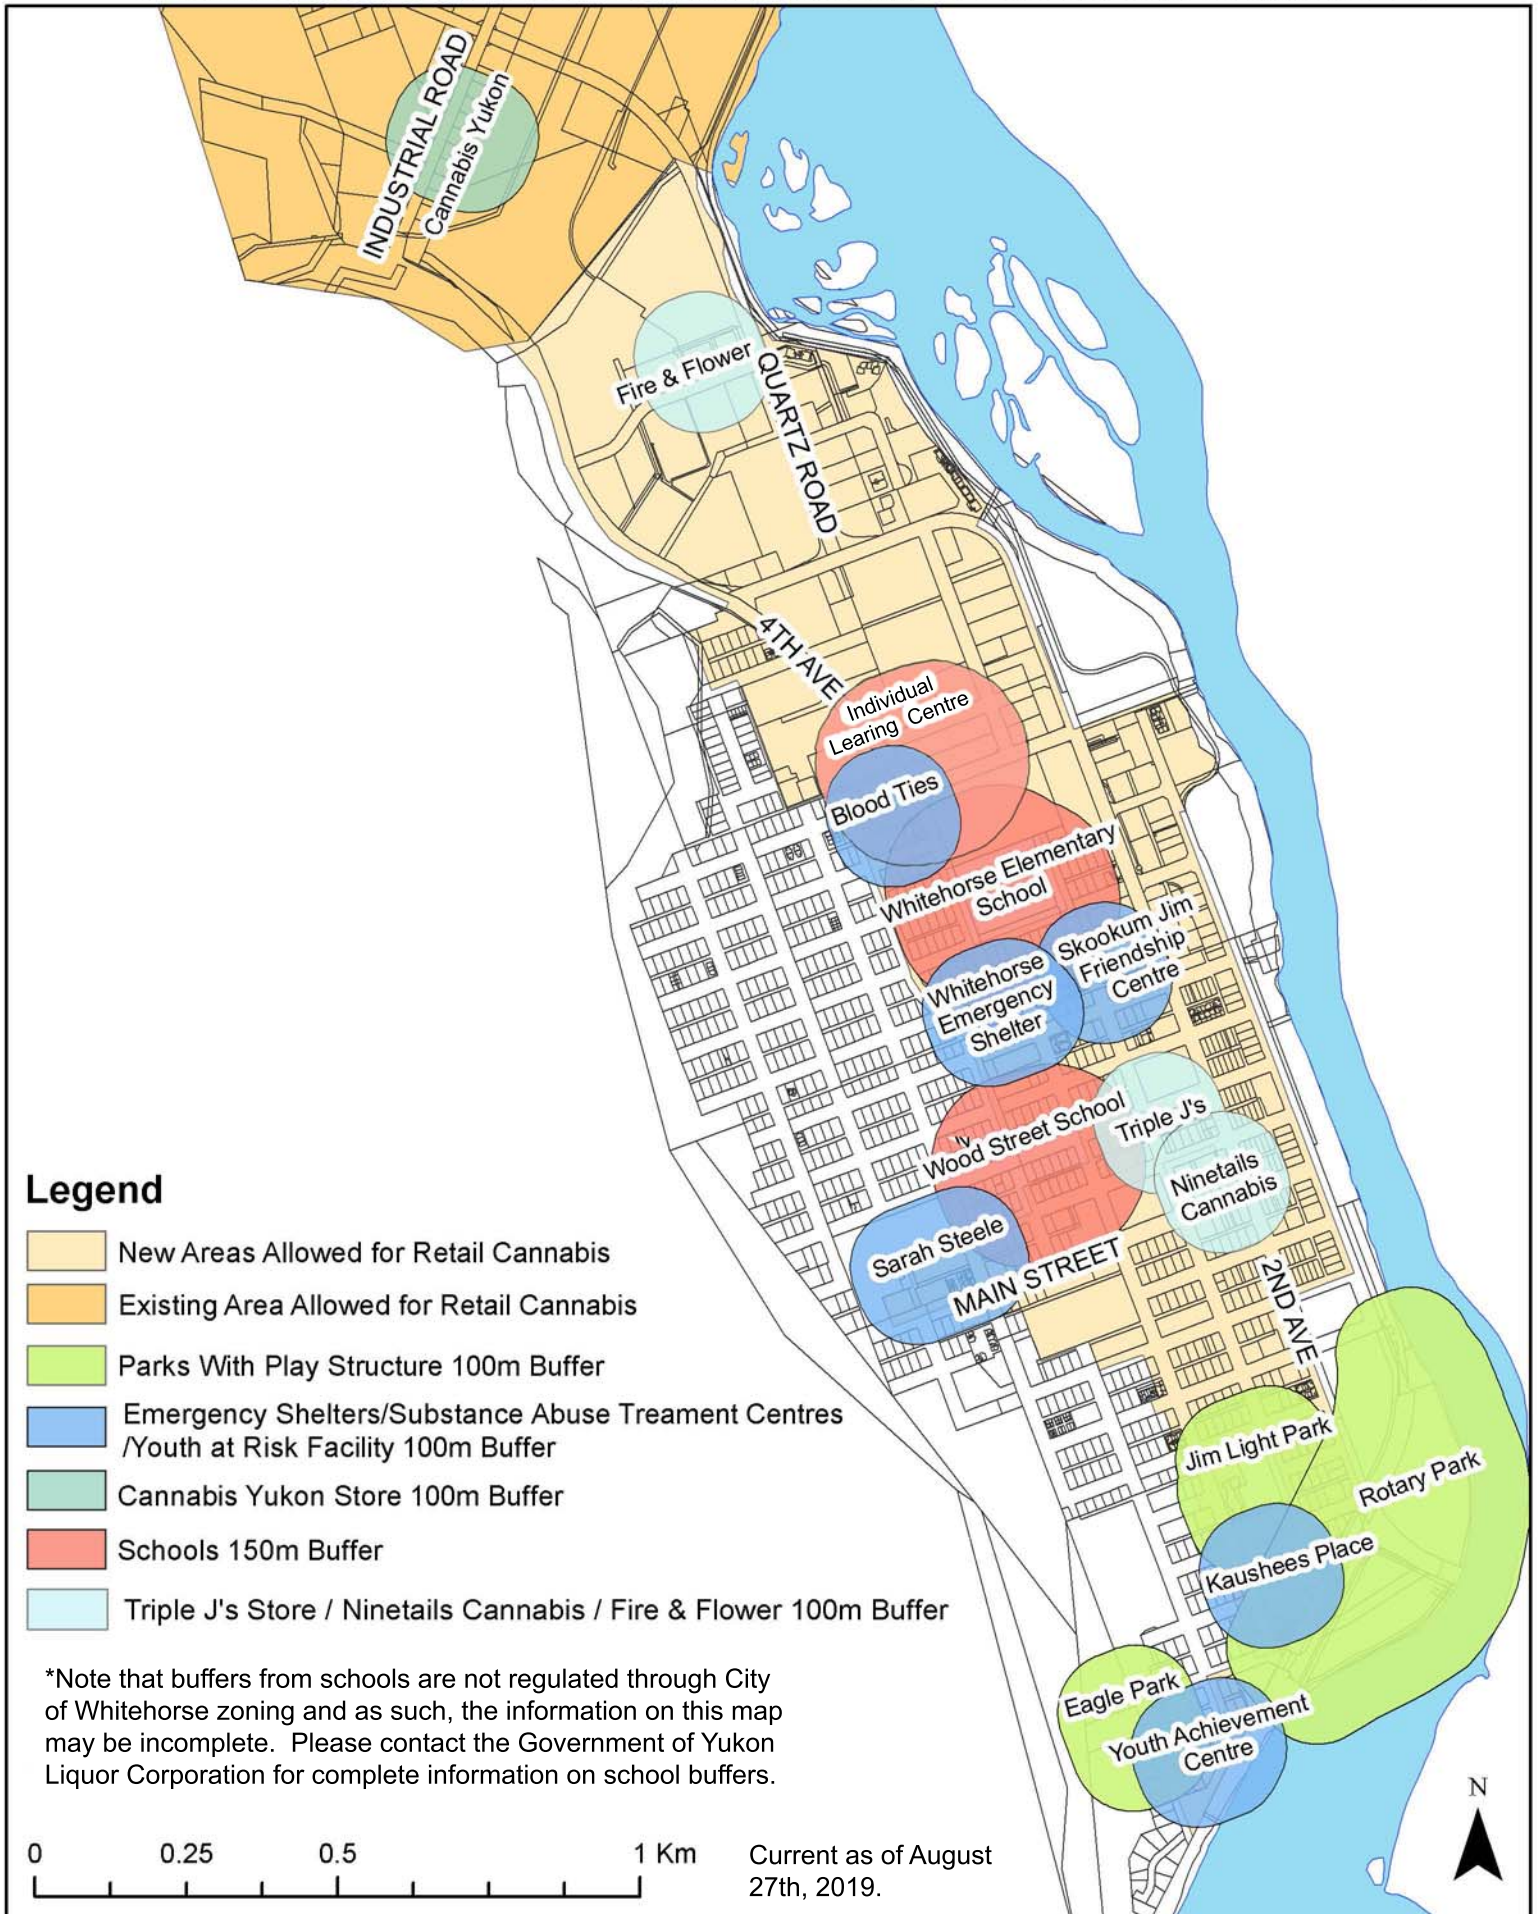 INDUSTRIAL ROAD
Cannabis Yukon
Fire & Flower
QUARTZ ROAD
4TH AVE
Individual
Learing Centre
Blood Ties
Whitehorse Elementary
School
Skookum Jim
Friendship
Centre
Whitehorse
Emergency
Shelter
Wood Street School
Triple J's
Ninetails
Cannabis
Sarah Steele
MAIN STREET
2ND AVE
Jim Light Park
Rotary Park
Kaushees Place
Eagle Park
Youth Achievement
Centre
Legend
New Areas Allowed for Retail Cannabis
Existing Area Allowed for Retail Cannabis
Parks With Play Structure 100m Buffer
Emergency Shelters/Substance Abuse Treament Centres
/Youth at Risk Facility 100m Buffer
Cannabis Yukon Store 100m Buffer
Schools 150m Buffer
Triple J's Store / Ninetails Cannabis / Fire & Flower 100m Buffer
*Note that buffers from schools are not regulated through City
of Whitehorse zoning and as such, the information on this map
may be incomplete. Please contact the Government of Yukon
Liquor Corporation for complete information on school buffers.
0 0.25 0.5 1 Km
Current as of August
27th, 2019.
N